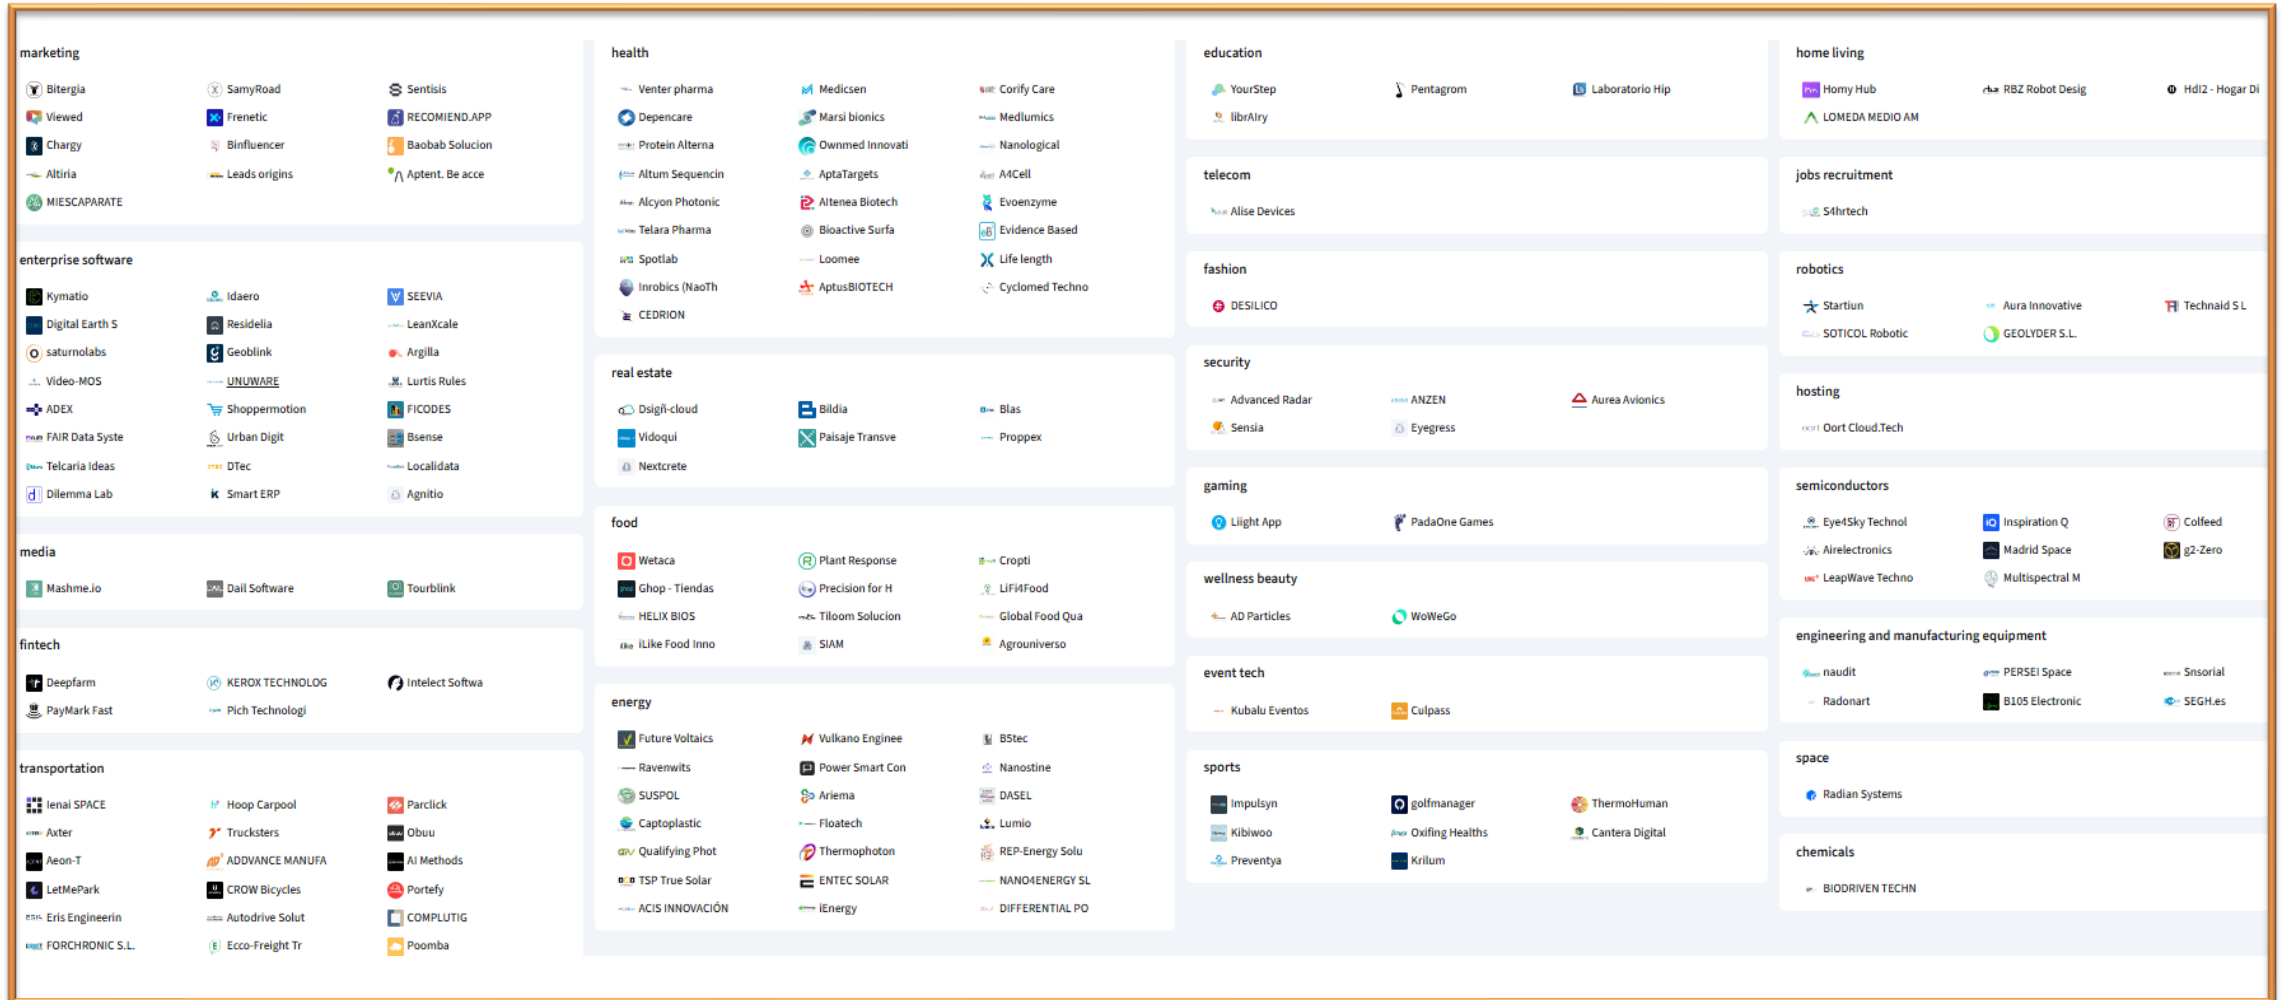 marketing
Bitergia SamyRoad Sentisis
Viewed Frenetic RECOMIEND.APP
Chargy Binfluencer Baobab Solucion
Altiria Leads origins Aptent. Be acce
MIESCAPARATE
enterprise software
Kymatio Idaero SEEVIA
Digital Earth S Residelia LeanXcale
saturnolabs Geoblink Argilla
Video-MOS UNUWARE Lurtis Rules
ADEX Shoppermotion FICODES
FAIR Data Syste Urban Digit Bsense
Telcaria Ideas DTec Localidata
Dilemma Lab Smart ERP Agnitio
media
Mashme.io Dail Software Tourblink
fintech
Deepfarm KEROX TECHNOLOG Intelect Softwa
PayMark Fast Pich Technologi
transportation
Ienai SPACE Hoop Carpool Parclick
Axter Trucksters Obuu
Aeon-T ADDVANCE MANUFA AI Methods
LetMePark CROW Bicycles Portefy
Eris Engineerin Autodrive Solut COMPLUTIG
FORCHRONIC S.L. Ecco-Freight Tr Poomba
health
Venter pharma Medicsen Corify Care
Depencare Marsi bionics Medlumics
Protein Alterna Ownmed Innovati Nanological
Altum Sequencin AptaTargets A4Cell
Alcyon Photonic Altenea Biotech Evoenzyme
Telara Pharma Bioactive Surfa Evidence Based
Spotlab Loomee Life length
Inrobics (NaoTh AptusBIOTECH Cyclomed Techno
CEDRION
real estate
Dsigñ-cloud Bildia Blas
Vidoqui Paisaje Transve Proppex
Nextcrete
food
Wetaca Plant Response Cropti
Ghop - Tiendas Precision for H LiFi4Food
HELIX BIOS Tiloom Solucion Global Food Qua
iLike Food Inno SIAM Agrouniverso
energy
Future Voltaics Vulkano Enginee B5tec
Ravenwits Power Smart Con Nanostine
SUSPOL Ariema DASEL
Captoplastic Floatech Lumio
Qualifying Phot Thermophoton REP-Energy Solu
TSP True Solar ENTEC SOLAR NANO4ENERGY SL
ACIS INNOVACIÓN iEnergy DIFFERENTIAL PO
education
YourStep Pentagrom Laboratorio Hip
librAIry
telecom
Alise Devices
fashion
DESILICO
security
Advanced Radar ANZEN Aurea Avionics
Sensia Eyegress
gaming
Liight App PadaOne Games
wellness beauty
AD Particles WoWeGo
event tech
Kubalu Eventos Culpass
sports
Impulsyn golfmanager ThermoHuman
Kibiwoo Oxifing Healths Cantera Digital
Preventya Krilum
home living
Homy Hub RBZ Robot Desig HdI2 - Hogar Di
LOMEDA MEDIO AM
jobs recruitment
S4hrtech
robotics
Startiun Aura Innovative Technaid S L
SOTICOL Robotic GEOLYDER S.L.
hosting
Oort Cloud.Tech
semiconductors
Eye4Sky Technol Inspiration Q Colfeed
Airelectronics Madrid Space g2-Zero
LeapWave Techno Multispectral M
engineering and manufacturing equipment
naudit PERSEI Space Snsorial
Radonart B105 Electronic SEGH.es
space
Radian Systems
chemicals
BIODRIVEN TECHN